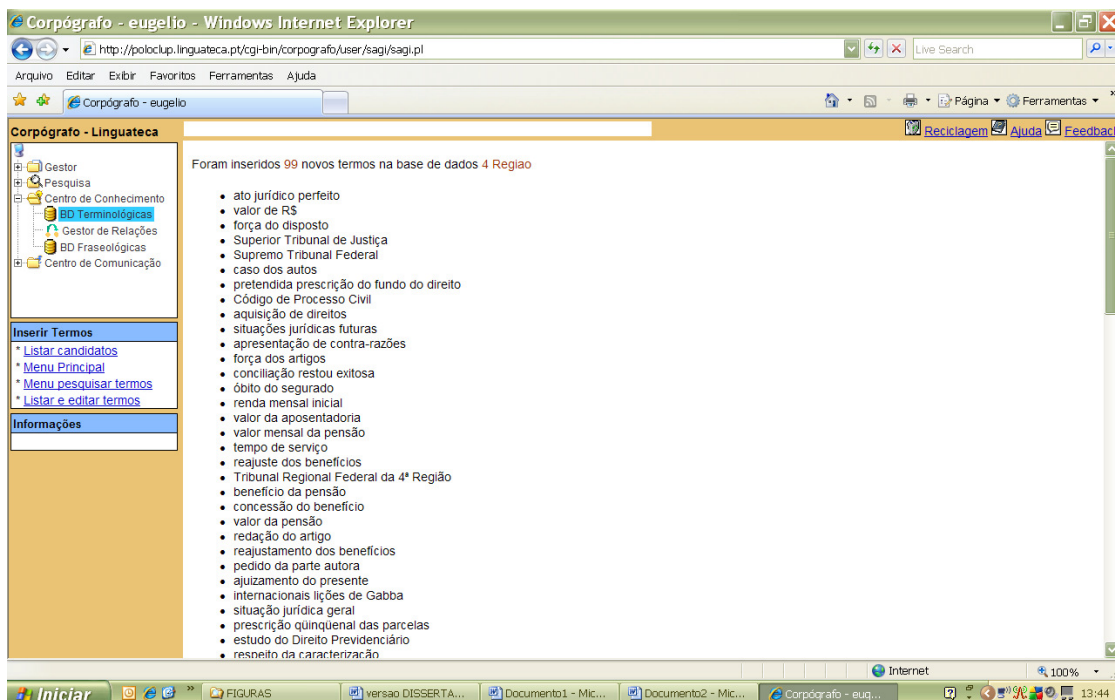 Corpógrafo - eugelio - Windows Internet Explorer
http://poloclup.linguateca.pt/cgi-bin/corpografo/user/sagi/sagi.pl
Live Search
Arquivo Editar Exibir Favoritos Ferramentas Ajuda
Corpógrafo - eugelio
Página Ferramentas
Corpógrafo - Linguateca
Reciclagem Ajuda Feedback
Gestor
Pesquisa
Centro de Conhecimento
BD Terminológicas
Gestor de Relações
BD Fraseológicas
Centro de Comunicação
Inserir Termos
* Listar candidatos
* Menu Principal
* Menu pesquisar termos
* Listar e editar termos
Informações
Foram inseridos 99 novos termos na base de dados 4 Regiao
• ato jurídico perfeito
• valor de R$
• força do disposto
• Superior Tribunal de Justiça
• Supremo Tribunal Federal
• caso dos autos
• pretendida prescrição do fundo do direito
• Código de Processo Civil
• aquisição de direitos
• situações jurídicas futuras
• apresentação de contra-razões
• força dos artigos
• conciliação restou exitosa
• óbito do segurado
• renda mensal inicial
• valor da aposentadoria
• valor mensal da pensão
• tempo de serviço
• reajuste dos benefícios
• Tribunal Regional Federal da 4ª Região
• benefício da pensão
• concessão do benefício
• valor da pensão
• redação do artigo
• reajustamento dos benefícios
• pedido da parte autora
• ajuizamento do presente
• internacionais lições de Gabba
• situação jurídica geral
• prescrição qüinqüenal das parcelas
• estudo do Direito Previdenciário
• respeito da caracterização
Internet 100%
Iniciar FIGURAS versao DISSERTA... Documento1 - Mic... Documento2 - Mic... Corpógrafo - eug... 13:44